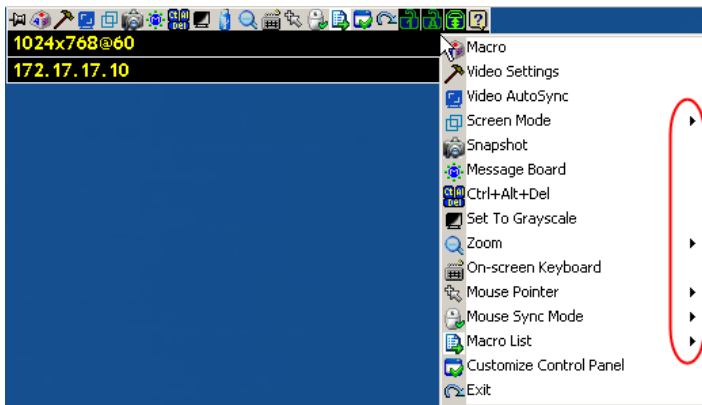 1024x768@60
172.17.17.10
Macro
Video Settings
Video AutoSync
Screen Mode
Snapshot
Message Board
Ctrl+Alt+Del
Set To Grayscale
Zoom
On-screen Keyboard
Mouse Pointer
Mouse Sync Mode
Macro List
Customize Control Panel
Exit